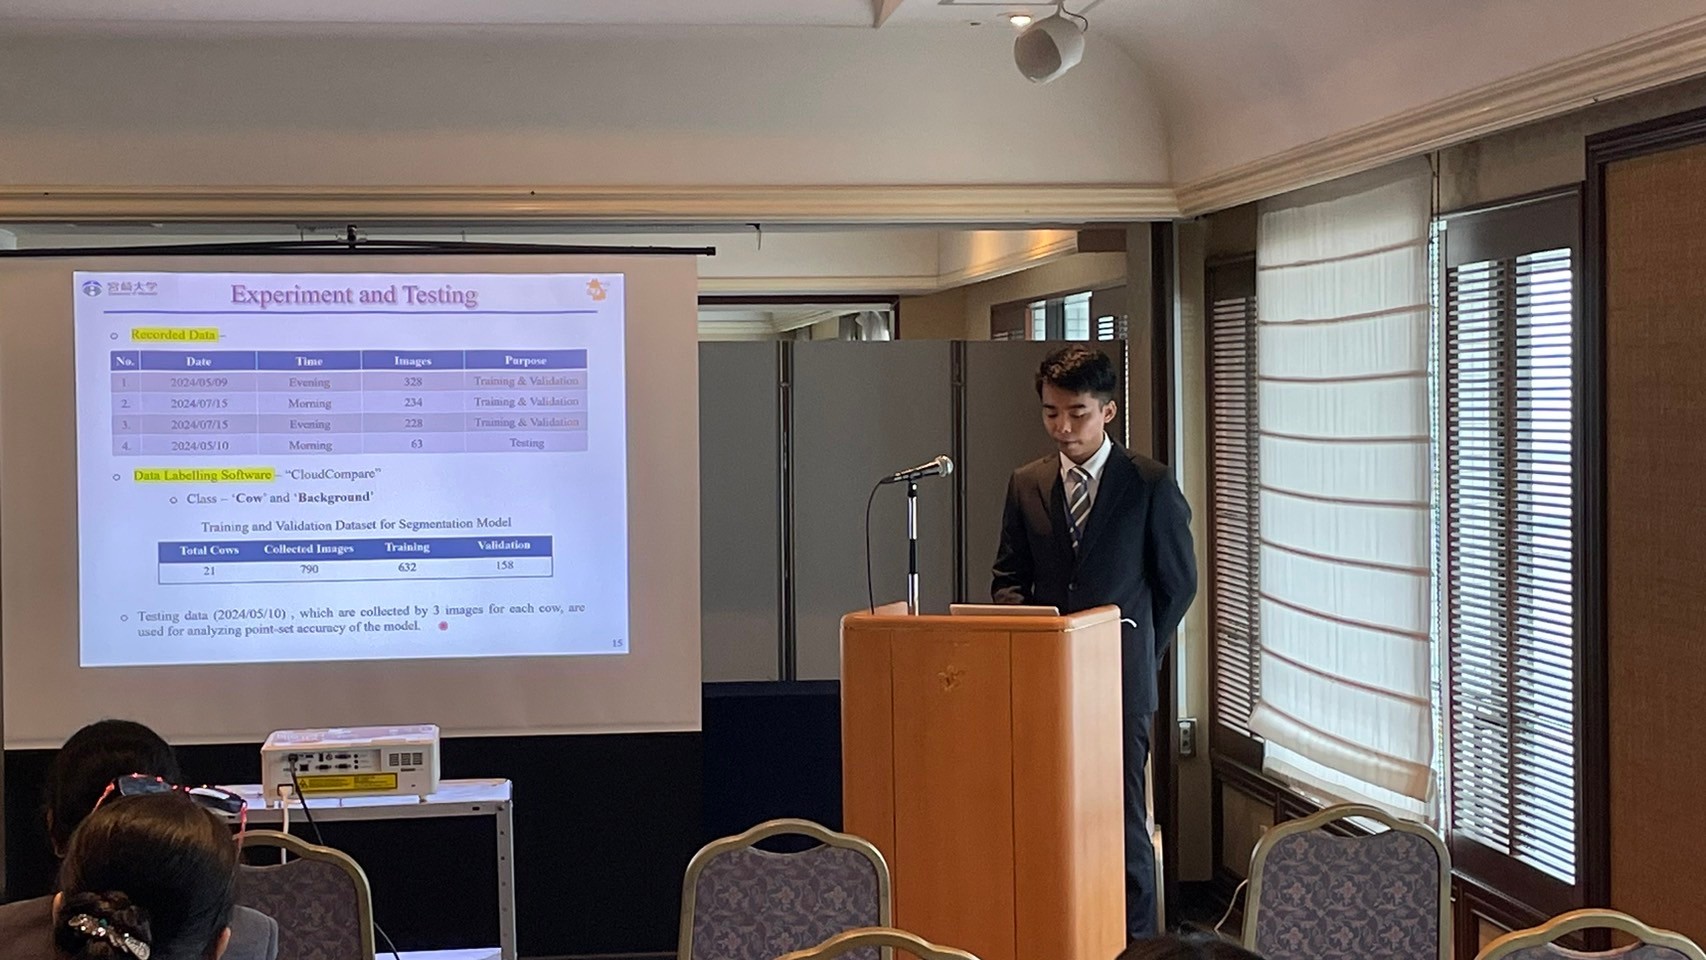 宮崎大学
Experiment and Testing
Recorded Data –
No. Date Time Images Purpose
1. 2024/05/09 Evening 328 Training & Validation
2. 2024/07/15 Morning 234 Training & Validation
3. 2024/07/15 Evening 228 Training & Validation
4. 2024/05/10 Morning 63 Testing
Data Labelling Software – “CloudCompare”
Class – ‘Cow’ and ‘Background’
Training and Validation Dataset for Segmentation Model
Total Cows Collected Images Training Validation
21 790 632 158
Testing data (2024/05/10) , which are collected by 3 images for each cow, are
used for analyzing point-set accuracy of the model.
15